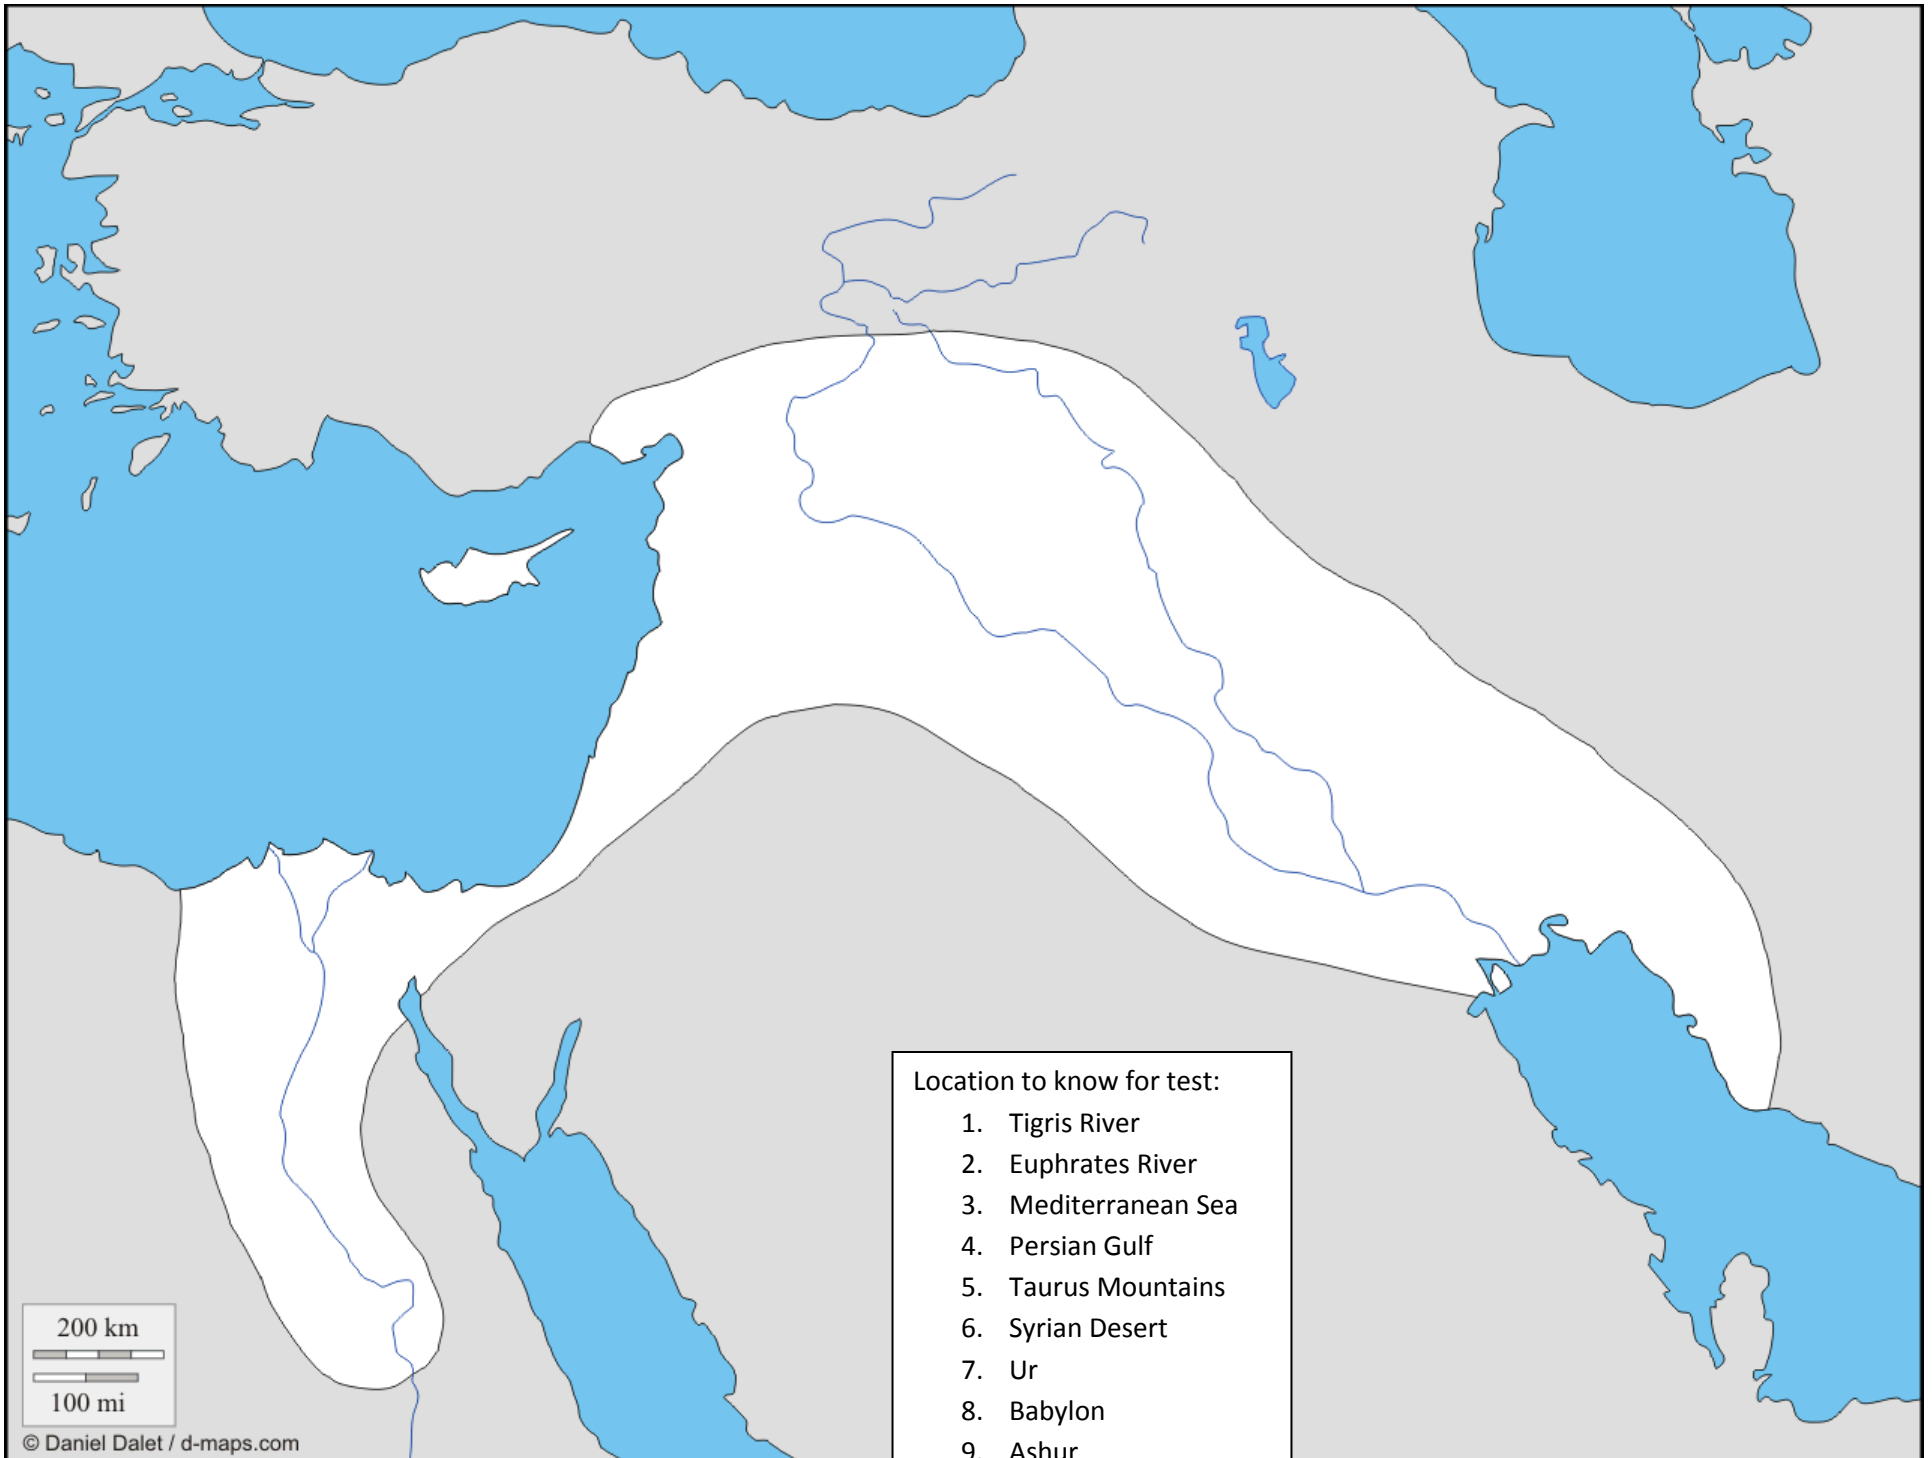 Location to know for test:
1. Tigris River
2. Euphrates River
3. Mediterranean Sea
4. Persian Gulf
5. Taurus Mountains
6. Syrian Desert
7. Ur
8. Babylon
9. Ashur
200 km
100 mi
© Daniel Dalet / d-maps.com